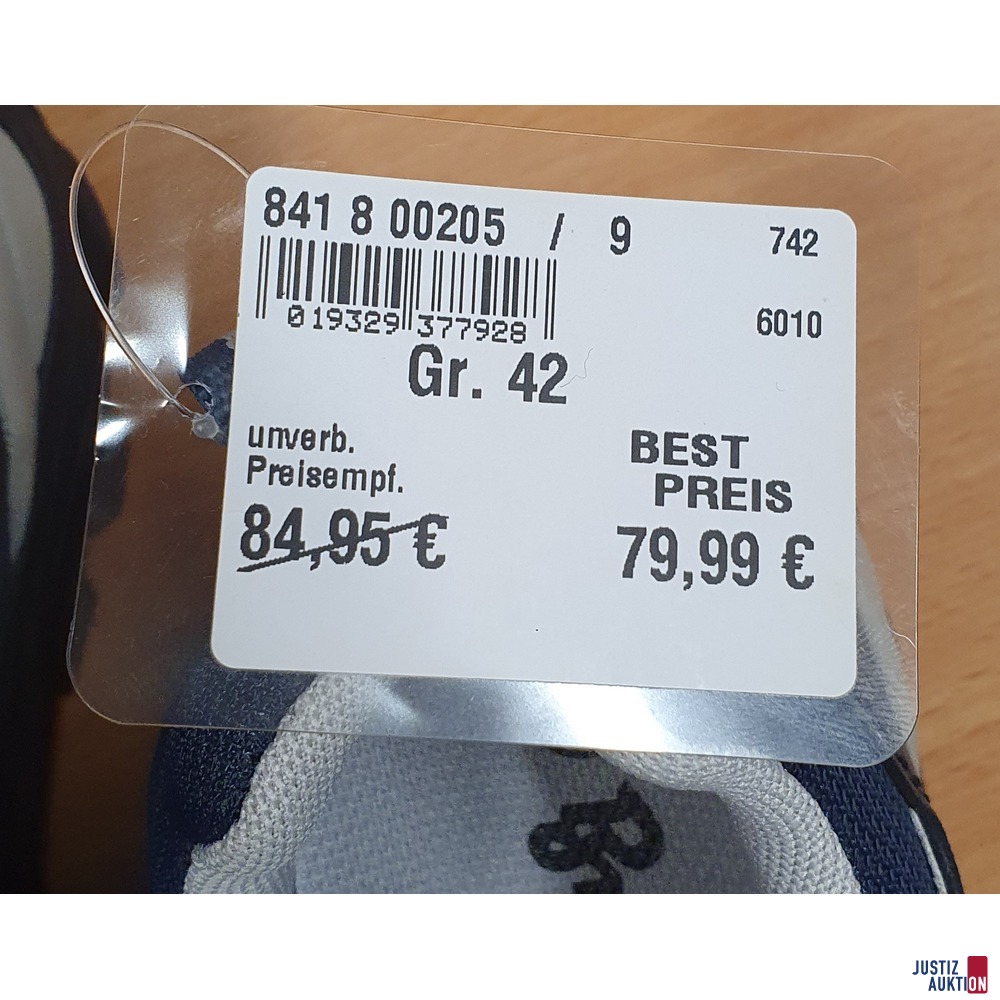 841 8 00205 / 9 742
019329 377928
6010
Gr. 42
unverb.
Preisempf.
84,95 €
BEST
PREIS
79,99 €
JUSTIZ
AUKTION